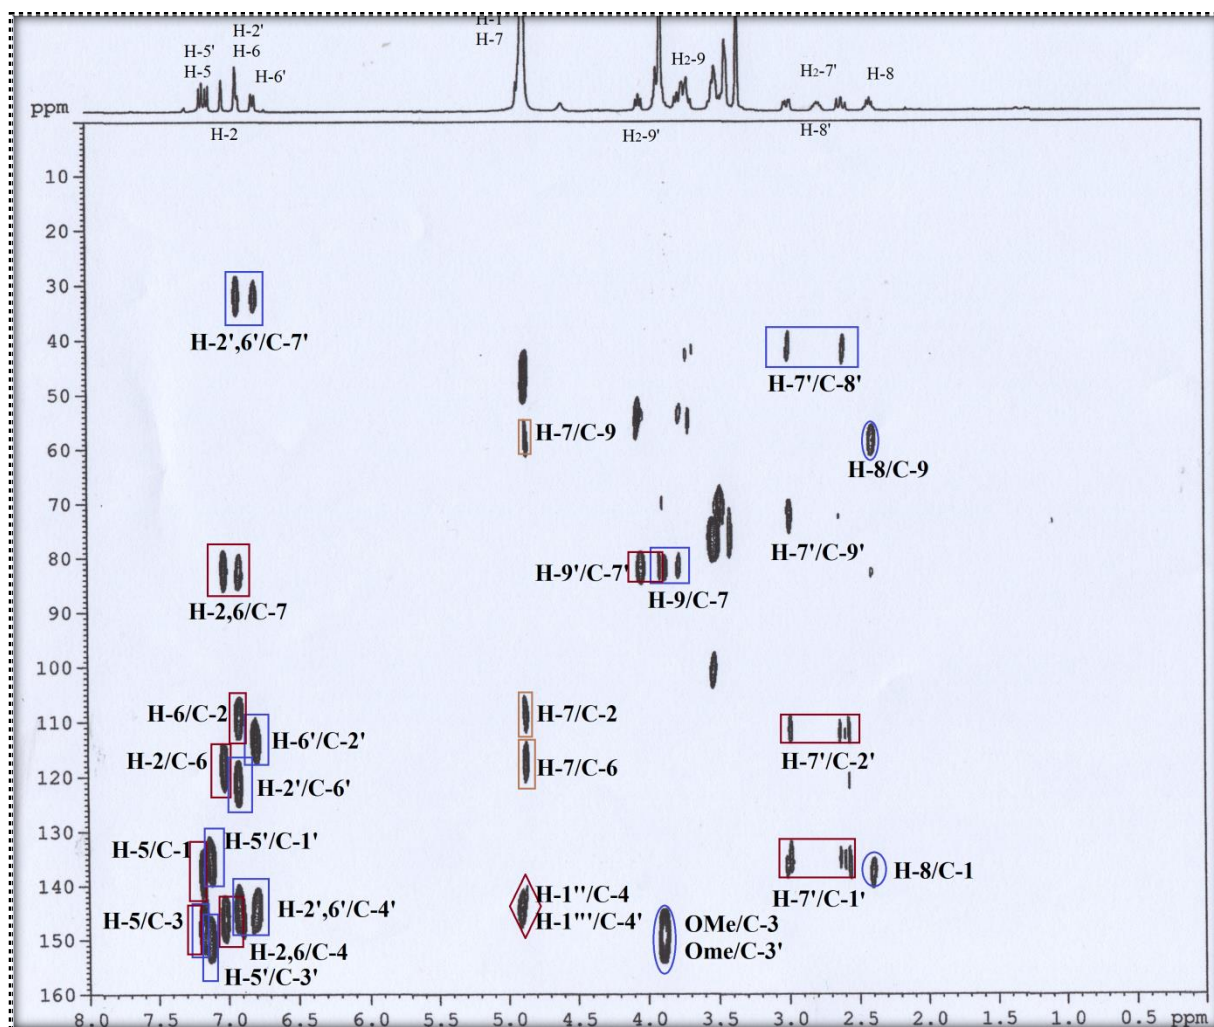 H-1
H-7
H-2'
H-6
H-5'
H-5
H-6'
H2-9
H2-7'
H-8
ppm
H-2
H2-9'
H-8'
10
20
30
H-2',6'/C-7'
40
H-7'/C-8'
50
H-7/C-9
60
H-8/C-9
70
H-7'/C-9'
80
H-9'/C-7'
H-9/C-7
H-2,6/C-7
90
100
H-6/C-2
H-7/C-2
110
H-6'/C-2'
H-7'/C-2'
H-2/C-6
H-7/C-6
120
H-2'/C-6'
130
H-5'/C-1'
H-5/C-1
H-8/C-1
H-7'/C-1'
140
H-1''/C-4
H-2',6'/C-4'
H-1'''/C-4'
H-5/C-3
OMe/C-3
Ome/C-3'
150
H-2,6/C-4
H-5'/C-3'
160
8.0 7.5 7.0 6.5 6.0 5.5 5.0 4.5 4.0 3.5 3.0 2.5 2.0 1.5 1.0 ppm